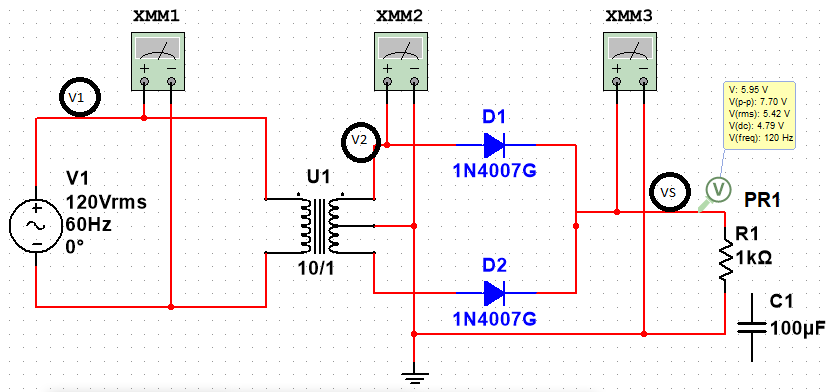 XMM1
XMM2
XMM3
+ −
+ −
+ −
V1
V: 5.95 V
V(p-p): 7.70 V
V(rms): 5.42 V
V(dc): 4.79 V
V(freq): 120 Hz
D1
V2
1N4007G
V1
120Vrms
60Hz
0°
+
−
U1
10/1
VS
V
PR1
R1
1kΩ
D2
1N4007G
C1
100µF